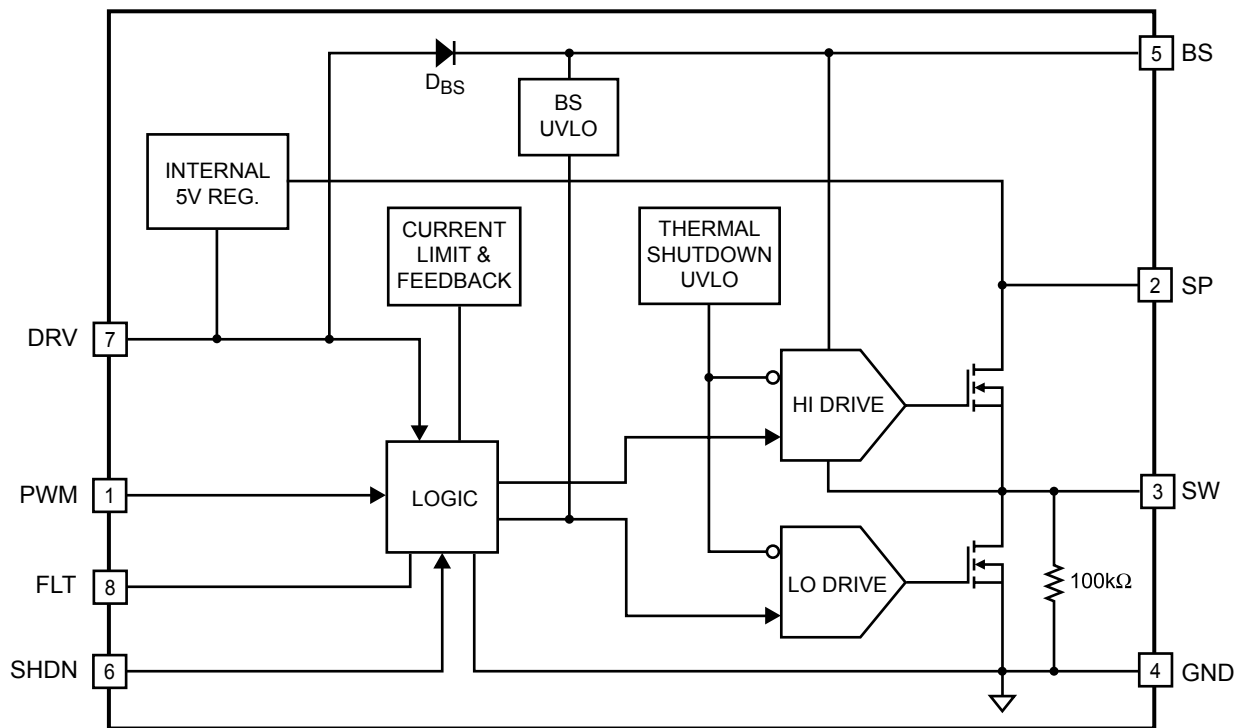 5 BS
D_BS
BS
UVLO
INTERNAL
5V REG.
CURRENT
LIMIT &
FEEDBACK
THERMAL
SHUTDOWN
UVLO
2 SP
DRV 7
HI DRIVE
PWM 1
LOGIC
3 SW
FLT 8
LO DRIVE
100kΩ
SHDN 6
4 GND